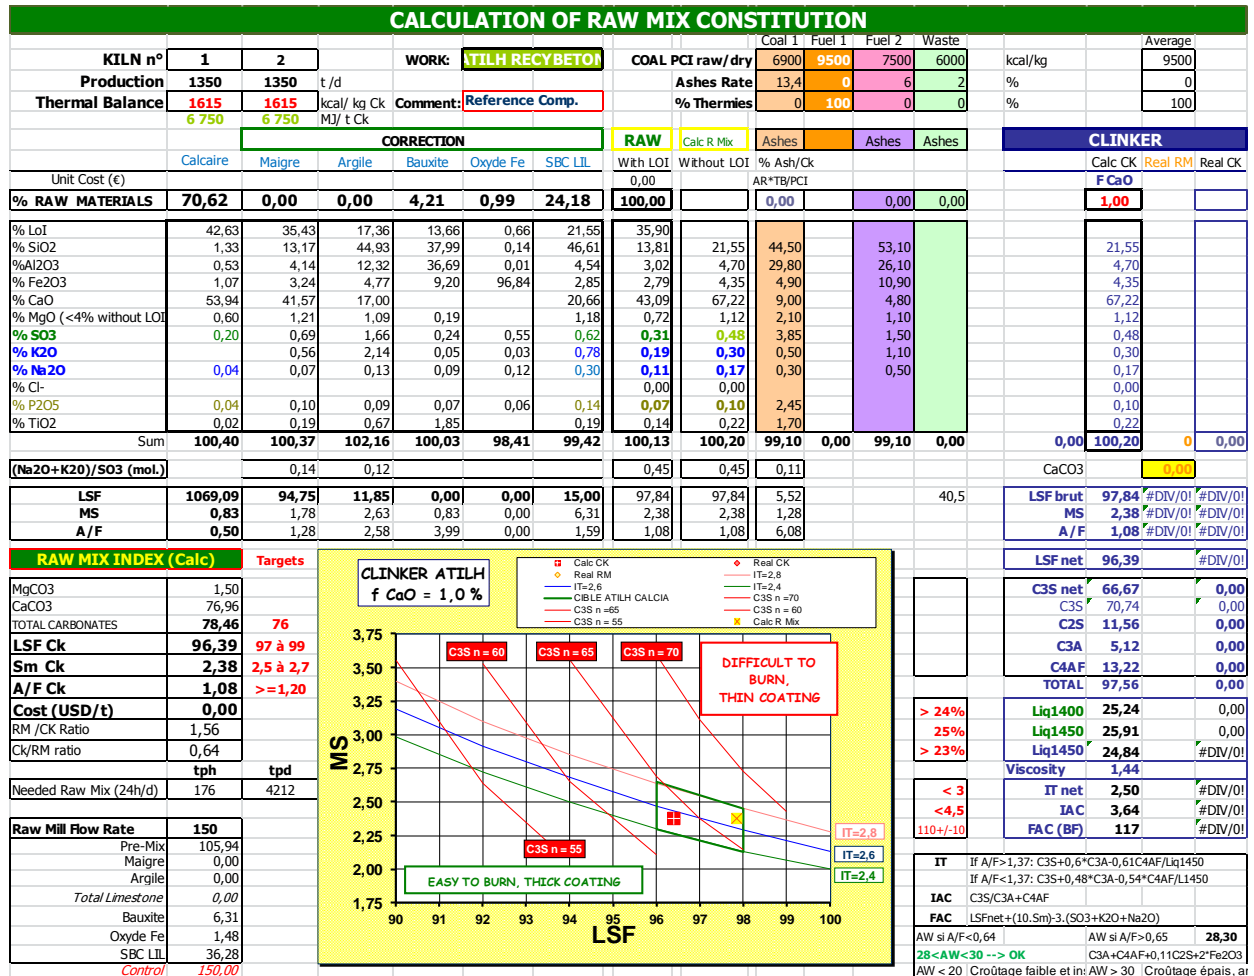 CALCULATION OF RAW MIX CONSTITUTION
Coal 1 Fuel 1 Fuel 2 Waste Average
KILN n° 1 2 WORK: ATILH RECYBETON COAL PCI raw/dry 6900 9500 7500 6000 kcal/kg 9500
Production 1350 1350 t /d Ashes Rate 13,4 0 6 2 % 0
Thermal Balance 1615 1615 kcal/ kg Ck Comment: Reference Comp. % Thermies 0 100 0 0 % 100
6 750 6 750 MJ/ t Ck
CORRECTION RAW Calc R Mix Ashes Ashes Ashes CLINKER
Calcaire Maigre Argile Bauxite Oxyde Fe SBC LIL With LOI Without LOI % Ash/Ck Calc CK Real RM Real CK
Unit Cost (€) 0,00 AR*TB/PCI F CaO
% RAW MATERIALS 70,62 0,00 0,00 4,21 0,99 24,18 100,00 0,00 0,00 0,00 1,00
% LoI 42,63 35,43 17,36 13,66 0,66 21,55 35,90
% SiO2 1,33 13,17 44,93 37,99 0,14 46,61 13,81 21,55 44,50 53,10 21,55
%Al2O3 0,53 4,14 12,32 36,69 0,01 4,54 3,02 4,70 29,80 26,10 4,70
% Fe2O3 1,07 3,24 4,77 9,20 96,84 2,85 2,79 4,35 4,90 10,90 4,35
% CaO 53,94 41,57 17,00 20,66 43,09 67,22 9,00 4,80 67,22
% MgO (<4% without LOI 0,60 1,21 1,09 0,19 1,18 0,72 1,12 2,10 1,10 1,12
% SO3 0,20 0,69 1,66 0,24 0,55 0,62 0,31 0,48 3,85 1,50 0,48
% K2O 0,56 2,14 0,05 0,03 0,78 0,19 0,30 0,50 1,10 0,30
% Na2O 0,04 0,07 0,13 0,09 0,12 0,30 0,11 0,17 0,30 0,50 0,17
% Cl- 0,00 0,00 0,00
% P2O5 0,04 0,10 0,09 0,07 0,06 0,14 0,07 0,10 2,45 0,10
% TiO2 0,02 0,19 0,67 1,85 0,19 0,14 0,22 1,70 0,22
Sum 100,40 100,37 102,16 100,03 98,41 99,42 100,13 100,20 99,10 0,00 99,10 0,00 0,00 100,20 0 0,00
(Na2O+K20)/SO3 (mol.) 0,14 0,12 0,45 0,45 0,11 CaCO3 0,00
LSF 1069,09 94,75 11,85 0,00 0,00 15,00 97,84 97,84 5,52 40,5 LSF brut 97,84 #DIV/0! #DIV/0!
MS 0,83 1,78 2,63 0,83 0,00 6,31 2,38 2,38 1,28 MS 2,38 #DIV/0! #DIV/0!
A/F 0,50 1,28 2,58 3,99 0,00 1,59 1,08 1,08 6,08 A/F 1,08 #DIV/0! #DIV/0!
RAW MIX INDEX (Calc) Targets LSF net 96,39 #DIV/0!
MgCO3 1,50
CaCO3 76,96
TOTAL CARBONATES 78,46 76
LSF Ck 96,39 97 à 99
Sm Ck 2,38 2,5 à 2,7
A/F Ck 1,08 >=1,20
Cost (USD/t) 0,00
RM /CK Ratio 1,56
Ck/RM ratio 0,64
tph tpd
Needed Raw Mix (24h/d) 176 4212
Raw Mill Flow Rate 150
Pre-Mix 105,94
Maigre 0,00
Argile 0,00
Total Limestone 0,00
Bauxite 6,31
Oxyde Fe 1,48
SBC LIL 36,28
Control 150,00
CLINKER ATILH
f CaO = 1,0 %
Calc CK Real CK
Real RM IT=2,8
IT=2,6 IT=2,4
CIBLE ATILH CALCIA C3S n =70
C3S n =65 C3S n = 60
C3S n = 55 Calc R Mix
MS
3,75
3,50
3,25
3,00
2,75
2,50
2,25
2,00
1,75
C3S n = 60 C3S n = 65 C3S n = 70
DIFFICULT TO
BURN,
THIN COATING
C3S n = 55
EASY TO BURN, THICK COATING
IT=2,8
IT=2,6
IT=2,4
90 91 92 93 94 95 96 97 98 99 100
LSF
C3S net 66,67 0,00
C3S 70,74 0,00
C2S 11,56 0,00
C3A 5,12 0,00
C4AF 13,22 0,00
TOTAL 97,56 0,00
> 24% Liq1400 25,24 0,00
25% Liq1450 25,91 0,00
> 23% Liq1450 24,84 #DIV/0!
Viscosity 1,44
< 3 IT net 2,50 #DIV/0!
<4,5 IAC 3,64 #DIV/0!
110+/-10 FAC (BF) 117 #DIV/0!
IT If A/F>1,37: C3S+0,6*C3A-0,61C4AF/Liq1450
If A/F<1,37: C3S+0,48*C3A-0,54*C4AF/L1450
IAC C3S/C3A+C4AF
FAC LSFnet+(10.Sm)-3.(SO3+K2O+Na2O)
AW si A/F<0,64 AW si A/F>0,65 28,30
28<AW<30 --> OK C3A+C4AF+0,11C2S+2*Fe2O3
AW < 20 Croûtage faible et ins AW > 30 Croûtage épais, a